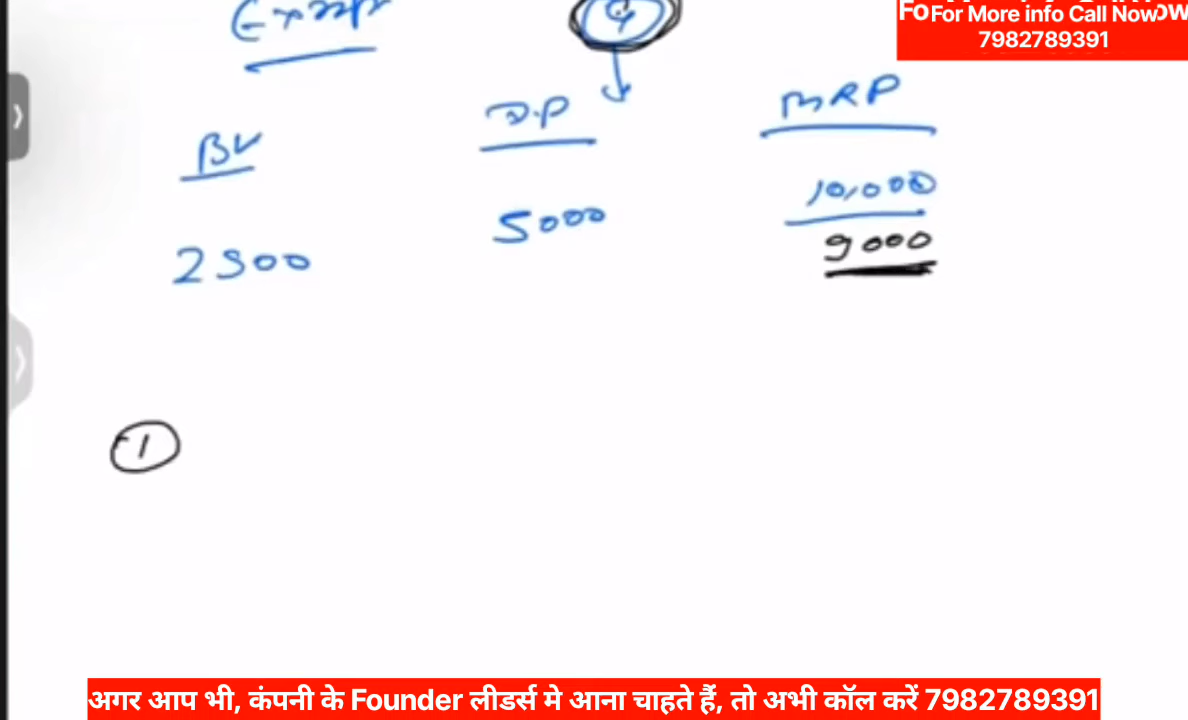 For More info Call Now
7982789391
BV
D.P
MRP
2500
5000
10,000
9000
1
अगर आप भी, कंपनी के Founder लीडर्स मे आना चाहते हैं, तो अभी कॉल करें 7982789391